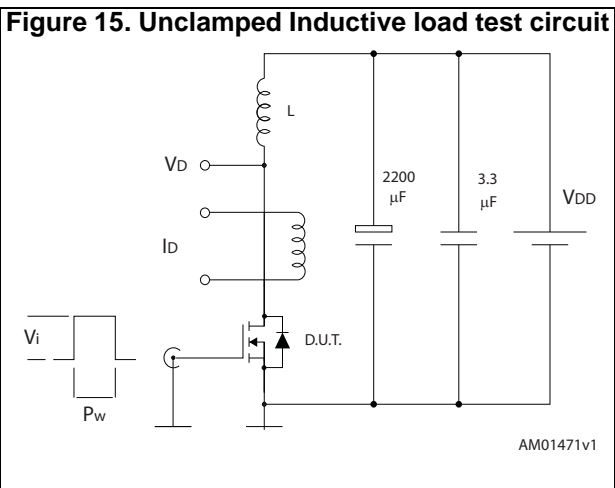 Figure 15. Unclamped Inductive load test circuit
L
VD
2200
μF
3.3
μF
VDD
ID
Vi
D.U.T.
Pw
AM01471v1